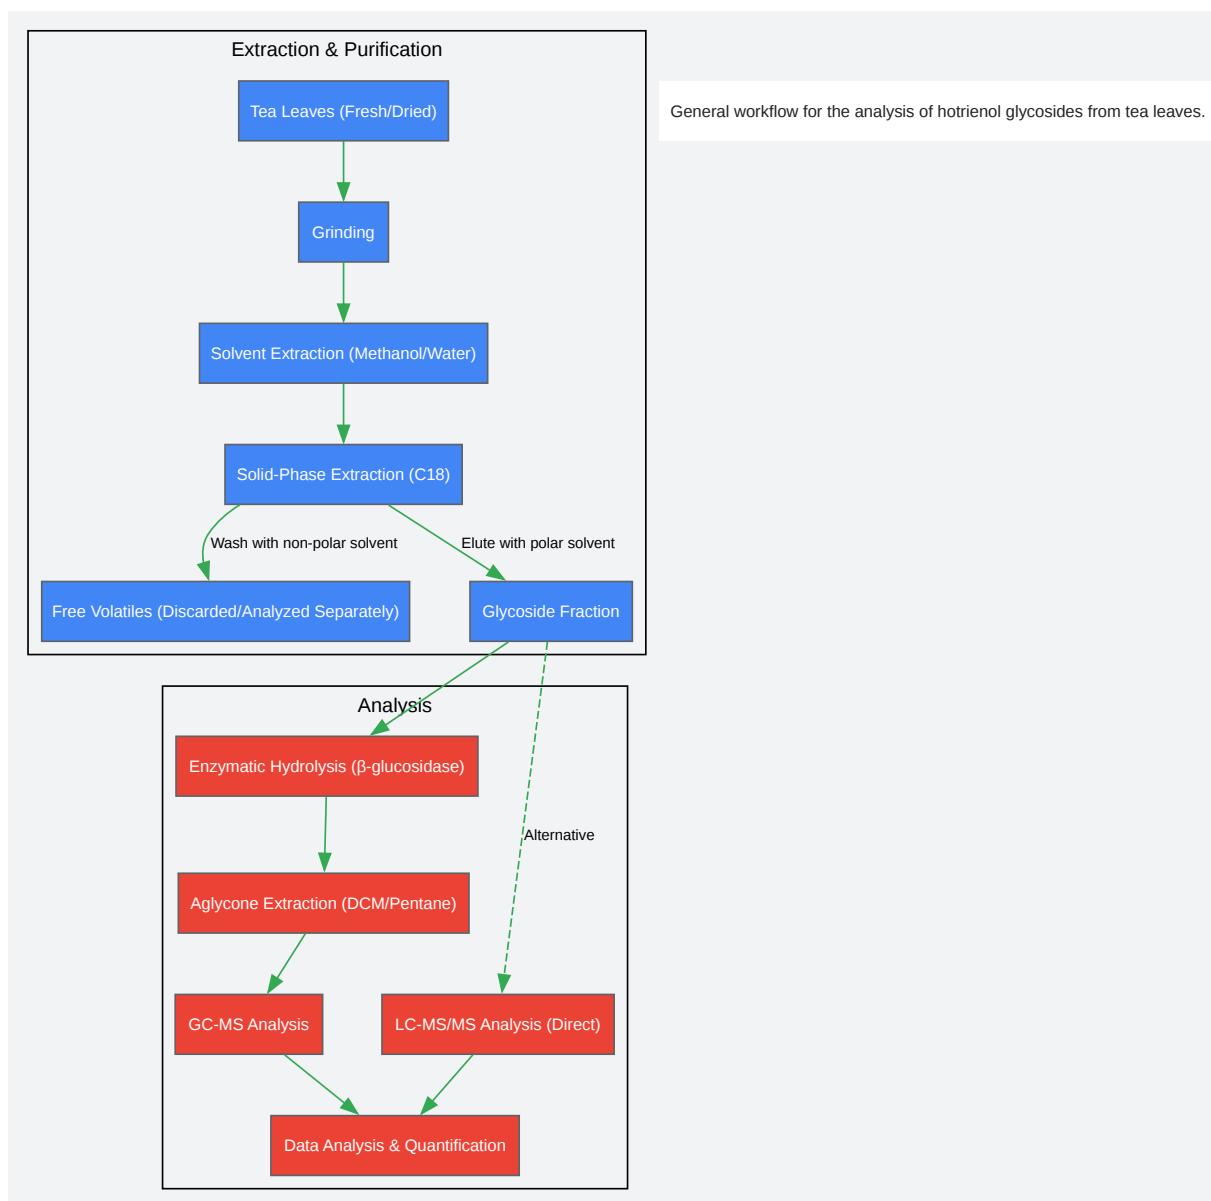 Extraction & Purification
Tea Leaves (Fresh/Dried)
General workflow for the analysis of hotrienol glycosides from tea leaves.
Grinding
Solvent Extraction (Methanol/Water)
Solid-Phase Extraction (C18)
Wash with non-polar solvent
Elute with polar solvent
Free Volatiles (Discarded/Analyzed Separately)
Glycoside Fraction
Analysis
Enzymatic Hydrolysis (β-glucosidase)
Alternative
Aglycone Extraction (DCM/Pentane)
GC-MS Analysis
LC-MS/MS Analysis (Direct)
Data Analysis & Quantification